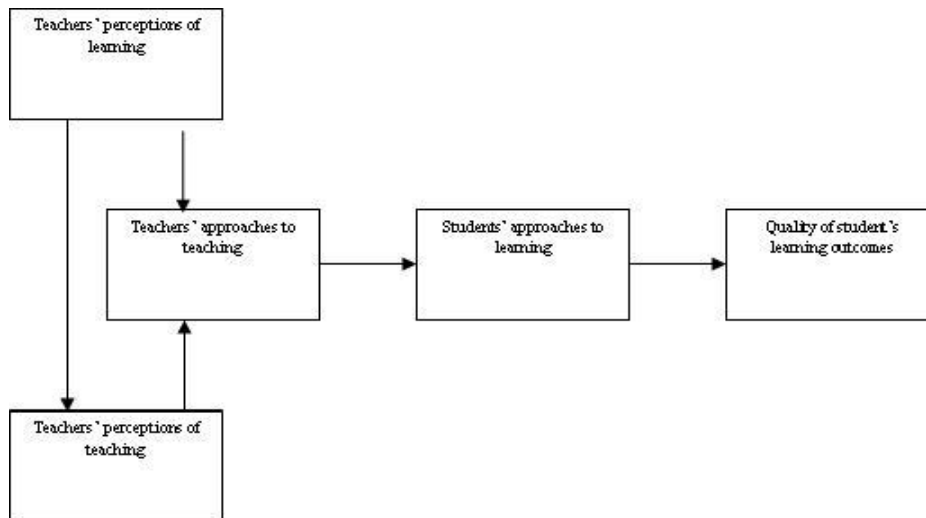 Teachers` perceptions of
learning
Teachers` approaches to
teaching
Students' approaches to
learning
Quality of student's
learning outcomes
Teachers` perceptions of
teaching